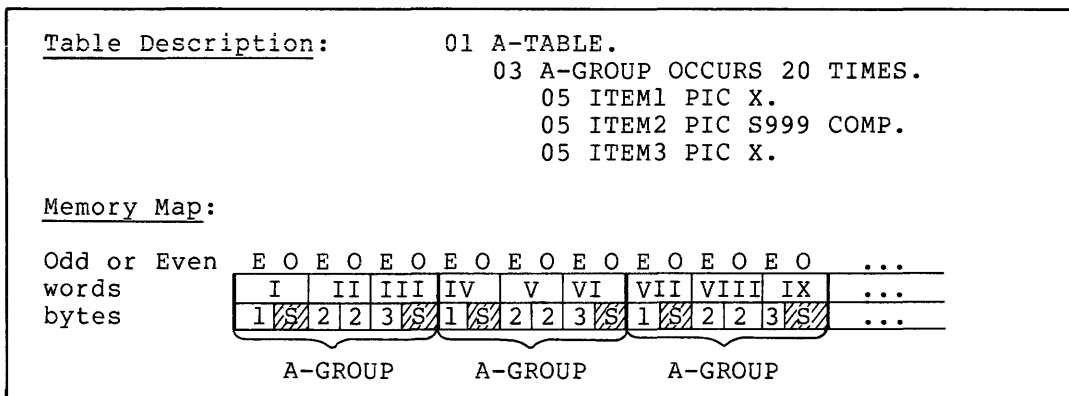 Table Description: 01 A-TABLE.
03 A-GROUP OCCURS 20 TIMES.
05 ITEM1 PIC X.
05 ITEM2 PIC S999 COMP.
05 ITEM3 PIC X.
Memory Map:
Odd or Even E O E O E O E O E O E O E O E O E O ...
words I II III IV V VI VII VIII IX ...
bytes 1 S 2 2 3 S 1 S 2 2 3 S 1 S 2 2 3 S ...
A-GROUP A-GROUP A-GROUP